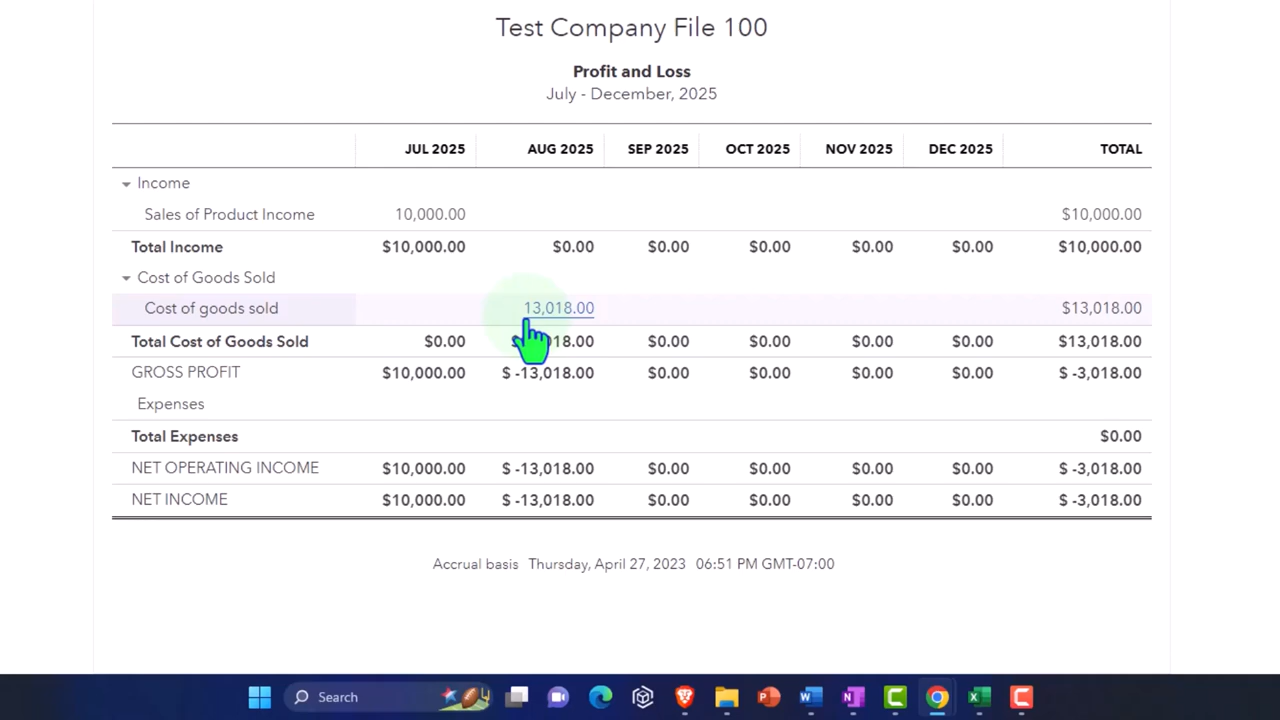 Test Company File 100
Profit and Loss
July - December, 2025
JUL 2025 AUG 2025 SEP 2025 OCT 2025 NOV 2025 DEC 2025 TOTAL
Income
Sales of Product Income 10,000.00 $10,000.00
Total Income $10,000.00 $0.00 $0.00 $0.00 $0.00 $0.00 $10,000.00
Cost of Goods Sold
Cost of goods sold 13,018.00 $13,018.00
Total Cost of Goods Sold $0.00 18.00 $0.00 $0.00 $0.00 $0.00 $13,018.00
GROSS PROFIT $10,000.00 $ -13,018.00 $0.00 $0.00 $0.00 $0.00 $ -3,018.00
Expenses
Total Expenses $0.00
NET OPERATING INCOME $10,000.00 $ -13,018.00 $0.00 $0.00 $0.00 $0.00 $ -3,018.00
NET INCOME $10,000.00 $ -13,018.00 $0.00 $0.00 $0.00 $0.00 $ -3,018.00
Accrual basis Thursday, April 27, 2023 06:51 PM GMT-07:00
Search